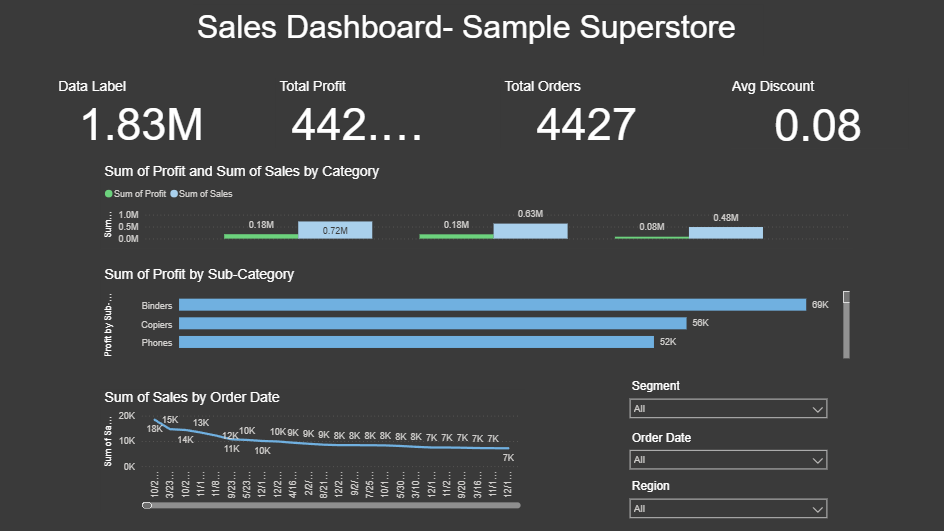 Sales Dashboard- Sample Superstore
Data Label
Total Profit
Total Orders
Avg Discount
1.83M
442....
4427
0.08
Sum of Profit and Sum of Sales by Category
Sum of Profit Sum of Sales
Sum...
1.0M
0.5M
0.0M
0.18M
0.72M
0.18M
0.63M
0.08M
0.48M
Sum of Profit by Sub-Category
Profit by Sub-...
Binders
69K
Copiers
56K
Phones
52K
Sum of Sales by Order Date
Sum of Sa...
20K
10K
0K
18K
15K
14K
13K
12K
11K
10K
10K
10K
9K
9K
9K
8K
8K
8K
8K
8K
8K
7K
7K
7K
7K
7K
7K
10/2...
3/23...
10/2...
11/1...
11/8...
9/23...
5/23...
12/1...
12/2...
4/16...
2/2/...
8/21...
12/2...
9/2/...
7/25...
10/1...
5/30...
3/10...
12/1...
11/2...
9/20...
3/16...
11/1...
12/1...
Segment
All
Order Date
All
Region
All